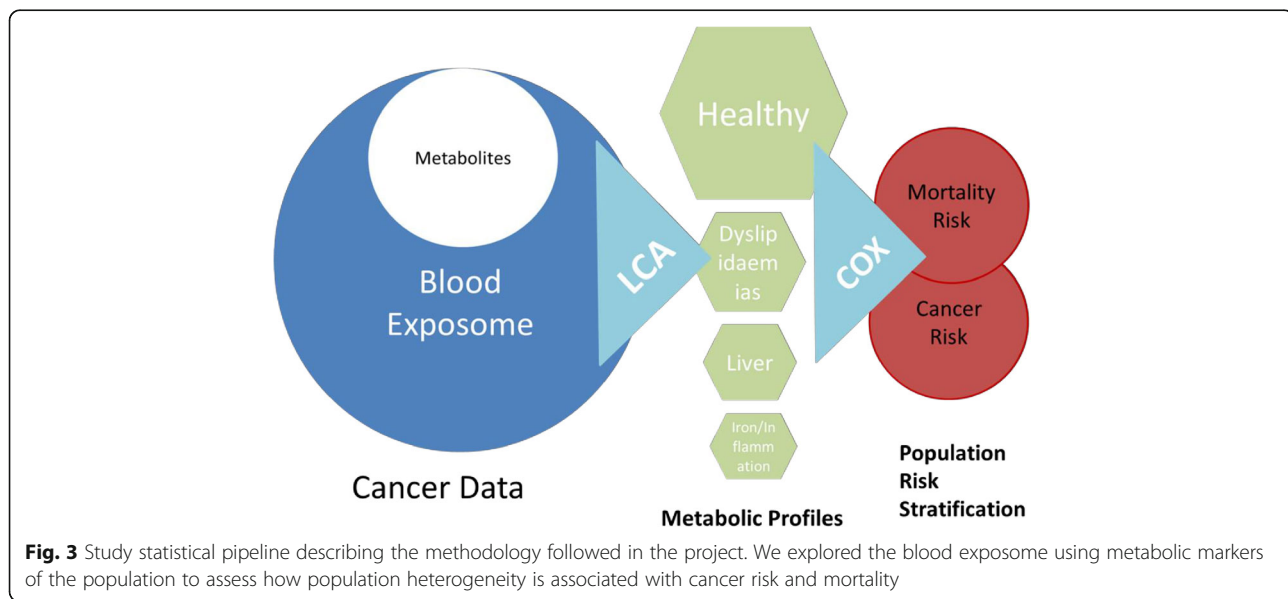 Metabolites
Blood
Exposome
Cancer Data
LCA
Healthy
Dyslip
idaem
ias
Liver
Iron/In
flamm
ation
Metabolic Profiles
COX
Mortality
Risk
Cancer
Risk
Population
Risk
Stratification
Fig. 3 Study statistical pipeline describing the methodology followed in the project. We explored the blood exposome using metabolic markers
of the population to assess how population heterogeneity is associated with cancer risk and mortality